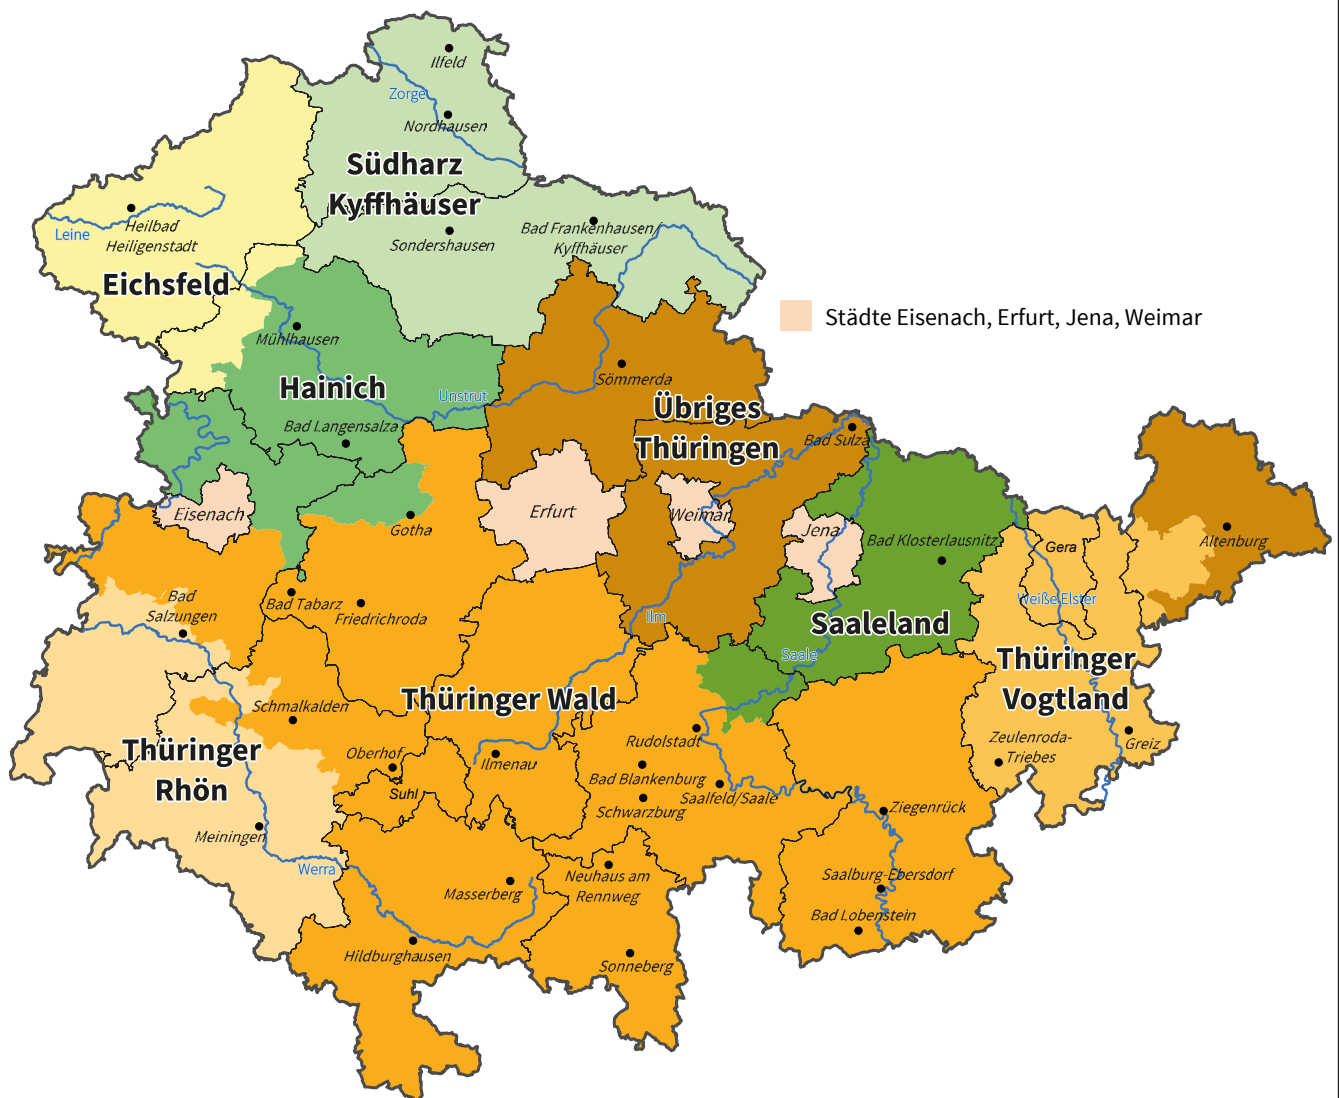 Ilfeld
Zorge
Nordhausen
Südharz
Kyffhäuser
Sondershausen
Bad Frankenhausen/
Kyffhäuser
Leine
Heilbad
Heiligenstadt
Eichsfeld
Städte Eisenach, Erfurt, Jena, Weimar
Mühlhausen
Hainich
Unstrut
Bad Langensalza
Sömmerda
Übriges
Thüringen
Bad Sulza
Eisenach
Gotha
Erfurt
Weimar
Jena
Bad Klosterlausnitz
Gera
Altenburg
Bad
Salzungen
Bad Tabarz
Friedrichroda
Ilm
Saaleland
Weiße Elster
Saale
Thüringer
Vogtland
Thüringer Wald
Schmalkalden
Thüringer
Rhön
Oberhof
Suhl
Ilmenau
Rudolstadt
Bad Blankenburg
Schwarzburg
Saalfeld/Saale
Zeulenroda-
Triebes
Greiz
Ziegenrück
Meiningen
Werra
Masserberg
Neuhaus am
Rennweg
Saalburg-Ebersdorf
Bad Lobenstein
Hildburghausen
Sonneberg